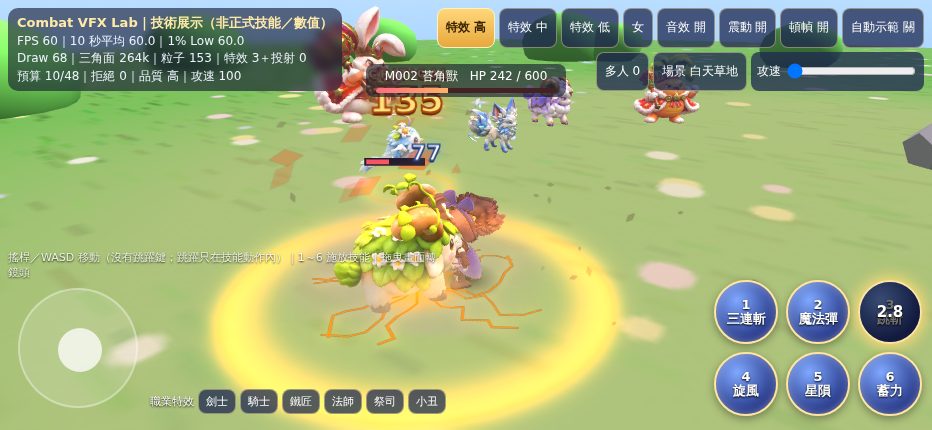 Combat VFX Lab｜技術展示（非正式技能／數值）
FPS 60｜10 秒平均 60.0｜1% Low 60.0
Draw 68｜三角面 264k｜粒子 153｜特效 3＋投射 0
預算 10/48｜拒絕 0｜品質 高｜攻速 100
特效 高
特效 中
特效 低
女
音效 開
震動 開
頓幀 開
自動示範 關
多人 0
場景 白天草地
攻速
M002 苔角獸 HP 242 / 600
135
77
搖桿／WASD 移動（沒有跳躍鍵；跳躍只在技能動作內）｜1～6 施放技能｜拖曳畫面轉
鏡頭
1
三連斬
2
魔法彈
3
2.8
跳斬
4
旋風
5
星隕
6
蓄力
職業特效
劍士
騎士
鐵匠
法師
祭司
小丑